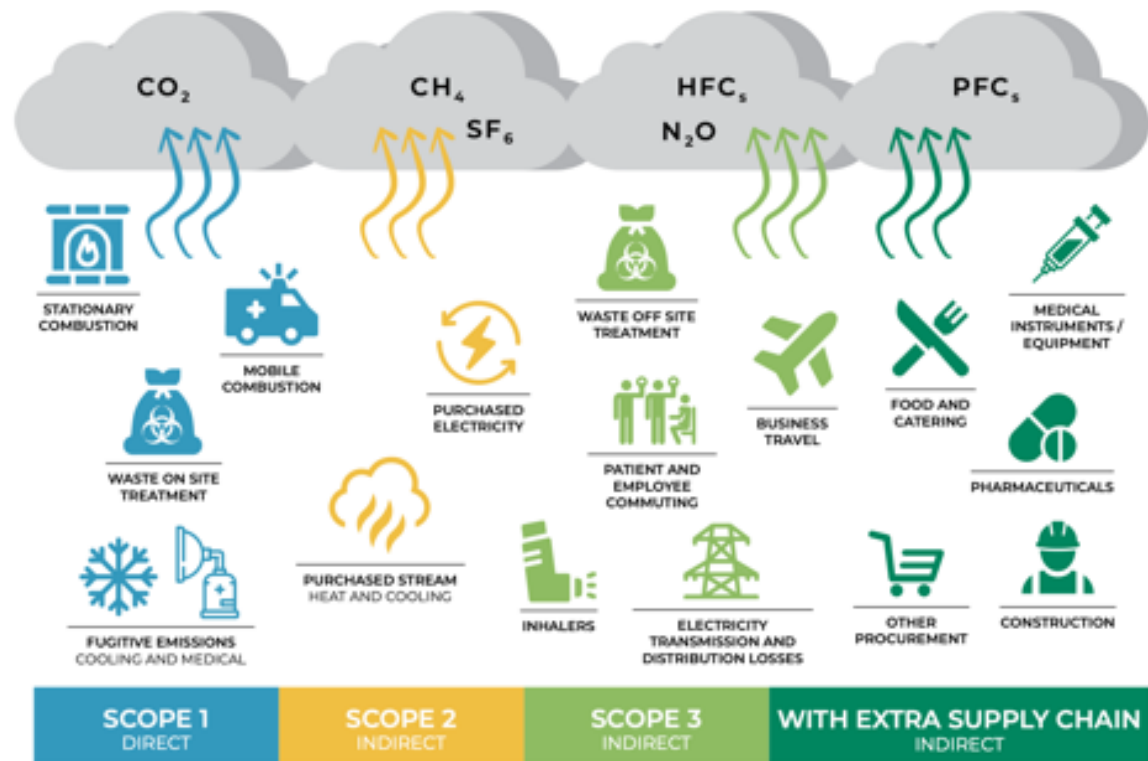 CO₂
CH₄
SF₆
HFCₛ
N₂O
PFCₛ
STATIONARY
COMBUSTION
MOBILE
COMBUSTION
WASTE ON SITE
TREATMENT
FUGITIVE EMISSIONS
COOLING AND MEDICAL
PURCHASED
ELECTRICITY
PURCHASED STREAM
HEAT AND COOLING
WASTE OFF SITE
TREATMENT
BUSINESS
TRAVEL
PATIENT AND
EMPLOYEE
COMMUTING
INHALERS
ELECTRICITY
TRANSMISSION AND
DISTRIBUTION LOSSES
MEDICAL
INSTRUMENTS /
EQUIPMENT
FOOD AND
CATERING
PHARMACEUTICALS
OTHER
PROCUREMENT
CONSTRUCTION
SCOPE 1
DIRECT
SCOPE 2
INDIRECT
SCOPE 3
INDIRECT
WITH EXTRA SUPPLY CHAIN
INDIRECT